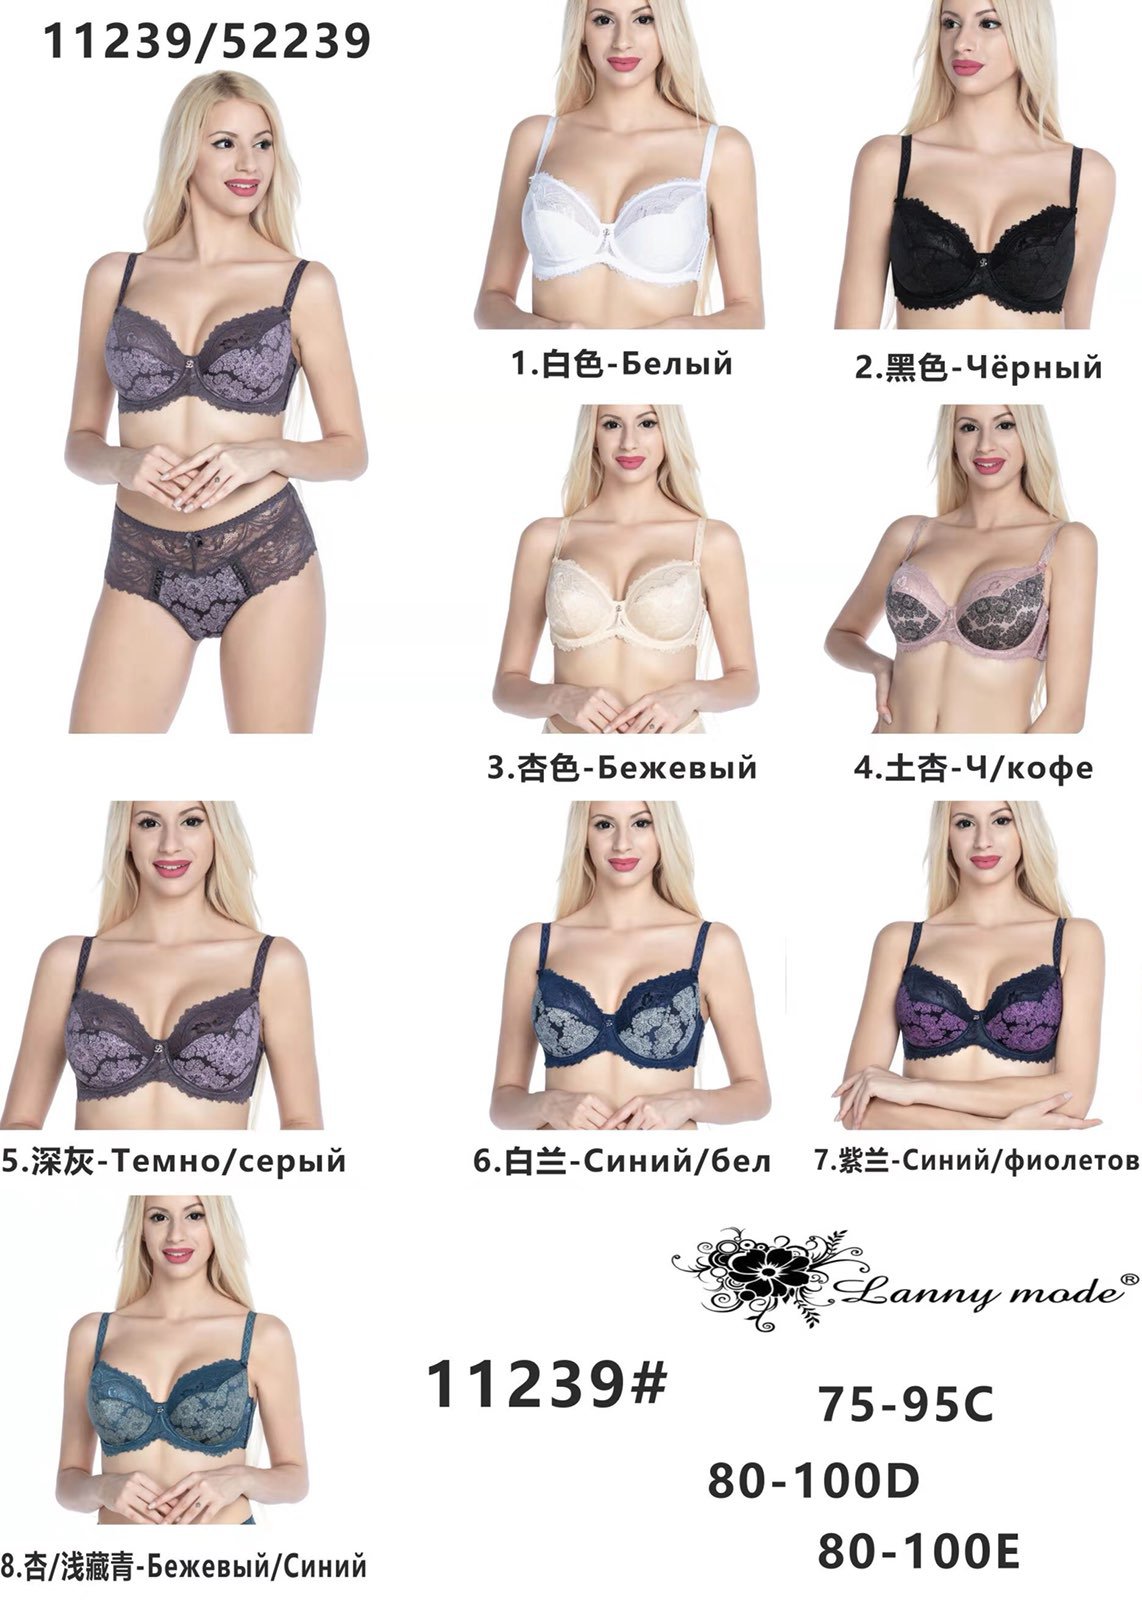 11239/52239
1.白色-Белый
2.黑色-Чёрный
3.杏色-Бежевый
4.土杏-Ч/кофе
5.深灰-Темно/серый
6.白兰-Синий/бел
7.紫兰-Синий/фиолетов
8.杏/浅藏青-Бежевый/Синий
Lanny mode®
11239#
75-95C
80-100D
80-100E